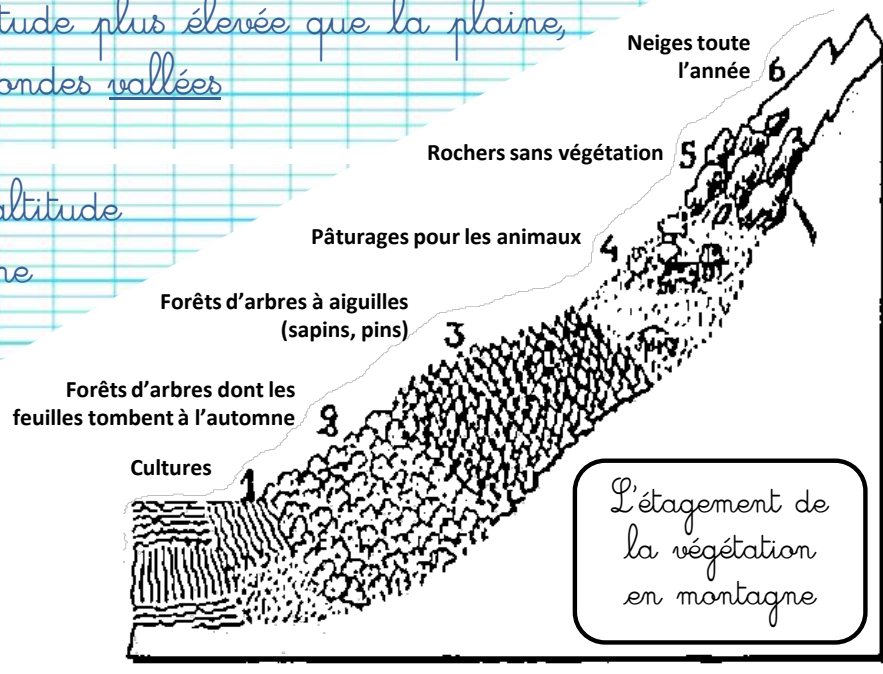 tude plus élevée que la plaine,
ondes vallées
altitude
ne
Neiges toute
l'année
6
Rochers sans végétation
5
Pâturages pour les animaux
4
Forêts d'arbres à aiguilles
(sapins, pins)
3
Forêts d'arbres dont les
feuilles tombent à l'automne
2
Cultures
1
L'étagement de
la végétation
en montagne